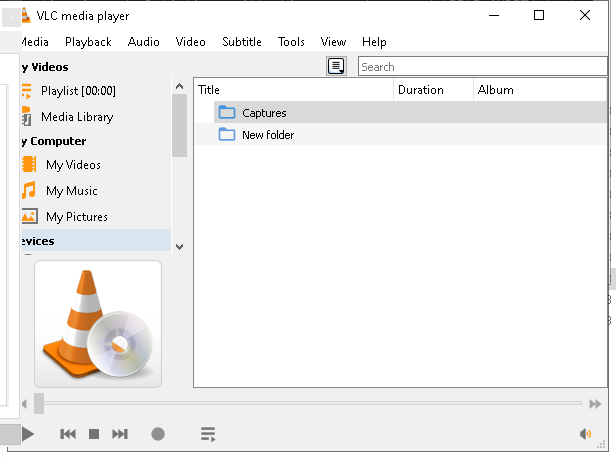 VLC media player
Media Playback Audio Video Subtitle Tools View Help
y Videos
Search
Playlist [00:00]
Media Library
y Computer
My Videos
My Music
My Pictures
evices
Title Duration Album
Captures
New folder